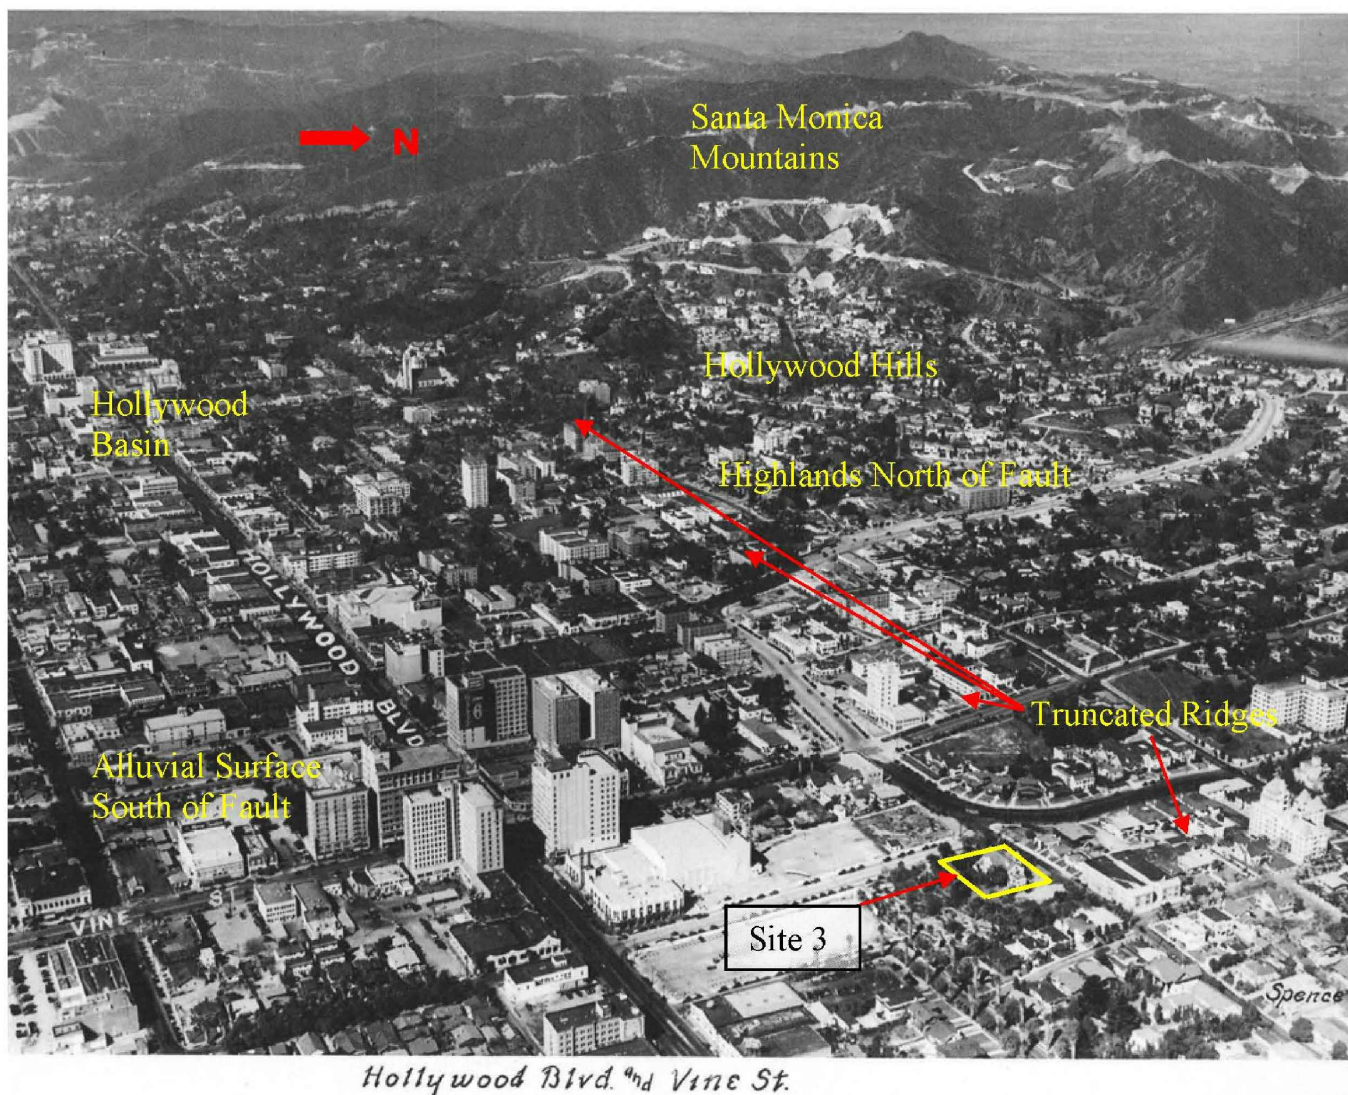 Santa Monica
Mountains
N
Hollywood Hills
Hollywood
Basin
Highlands North of Fault
HOLLYWOOD BLVD
Truncated Ridges
Alluvial Surface
South of Fault
VINE ST
Site 3
Spence
Hollywood Blvd. and Vine St.